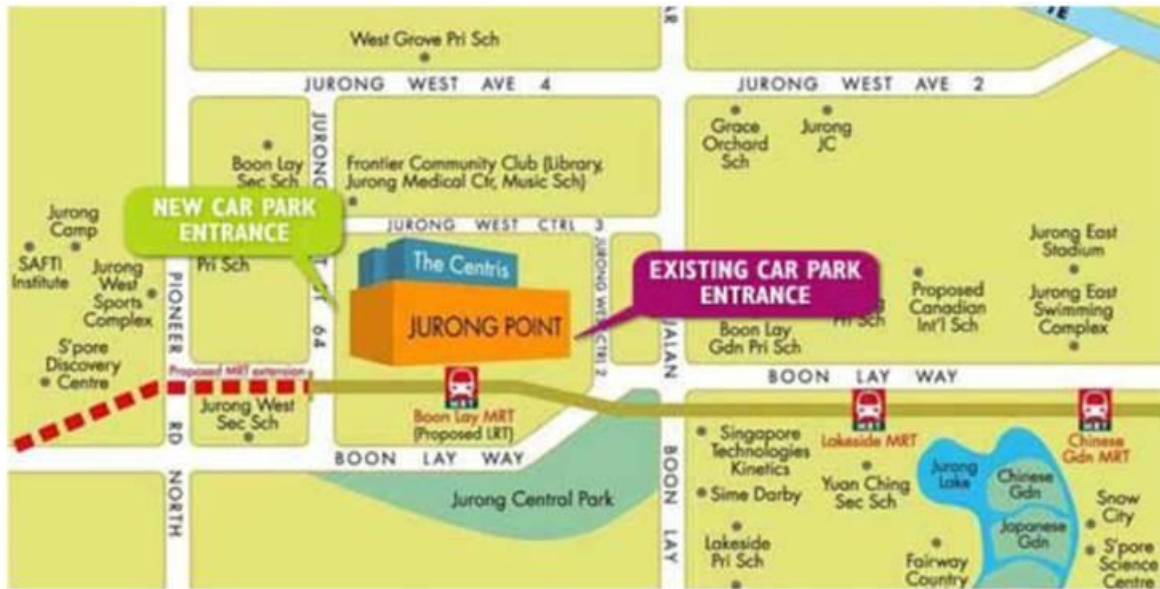 West Grove Pri Sch
JURONG WEST AVE 4
JURONG WEST AVE 2
Grace
Orchard
Sch
Jurong
JC
Boon Lay
Sec Sch
Frontier Community Club (Library,
Jurong Medical Ctr, Music Sch)
NEW CAR PARK
ENTRANCE
JURONG WEST CTRL 3
Jurong
Camp
SAFTI
Institute
Jurong
West
Sports
Complex
Pri Sch
The Centris
JURONG POINT
EXISTING CAR PARK
ENTRANCE
64
Jurong East
Stadium
Proposed
Canadian
Int'l Sch
Jurong East
Swimming
Complex
Pri Sch
Boon Lay
Gdn Pri Sch
S'pore
Discovery
Centre
Proposed MRT extension
PIONEER RD NORTH
Jurong West
Sec Sch
MRT
Boon Lay MRT
(Proposed LRT)
BOON LAY WAY
BOON LAY WAY
JALAN BOON LAY
MRT
Lakeside MRT
MRT
Chinese
Gdn MRT
Jurong Central Park
Singapore
Technologies
Kinetics
Sime Darby
Lakeside
Pri Sch
Yuan Ching
Sec Sch
Jurong
Lake
Chinese
Gdn
Japanese
Gdn
Snow
City
S'pore
Science
Centre
Fairway
Country